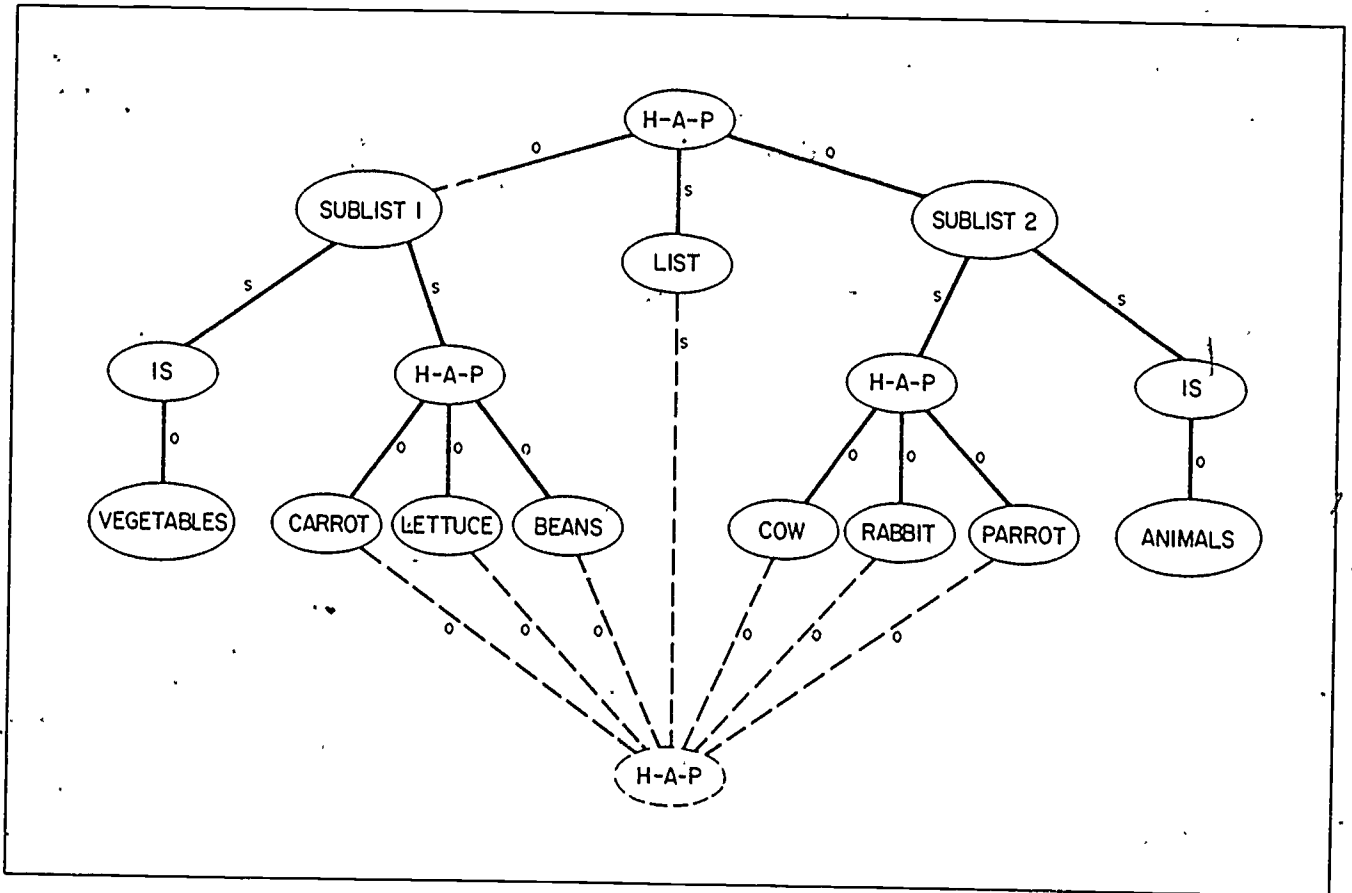 H-A-P
o o
SUBLIST 1 s SUBLIST 2
LIST
s s s s
s
IS H-A-P H-A-P IS
o o o o o o o o
VEGETABLES CARROT LETTUCE BEANS COW RABBIT PARROT ANIMALS
o o o o o o
H-A-P